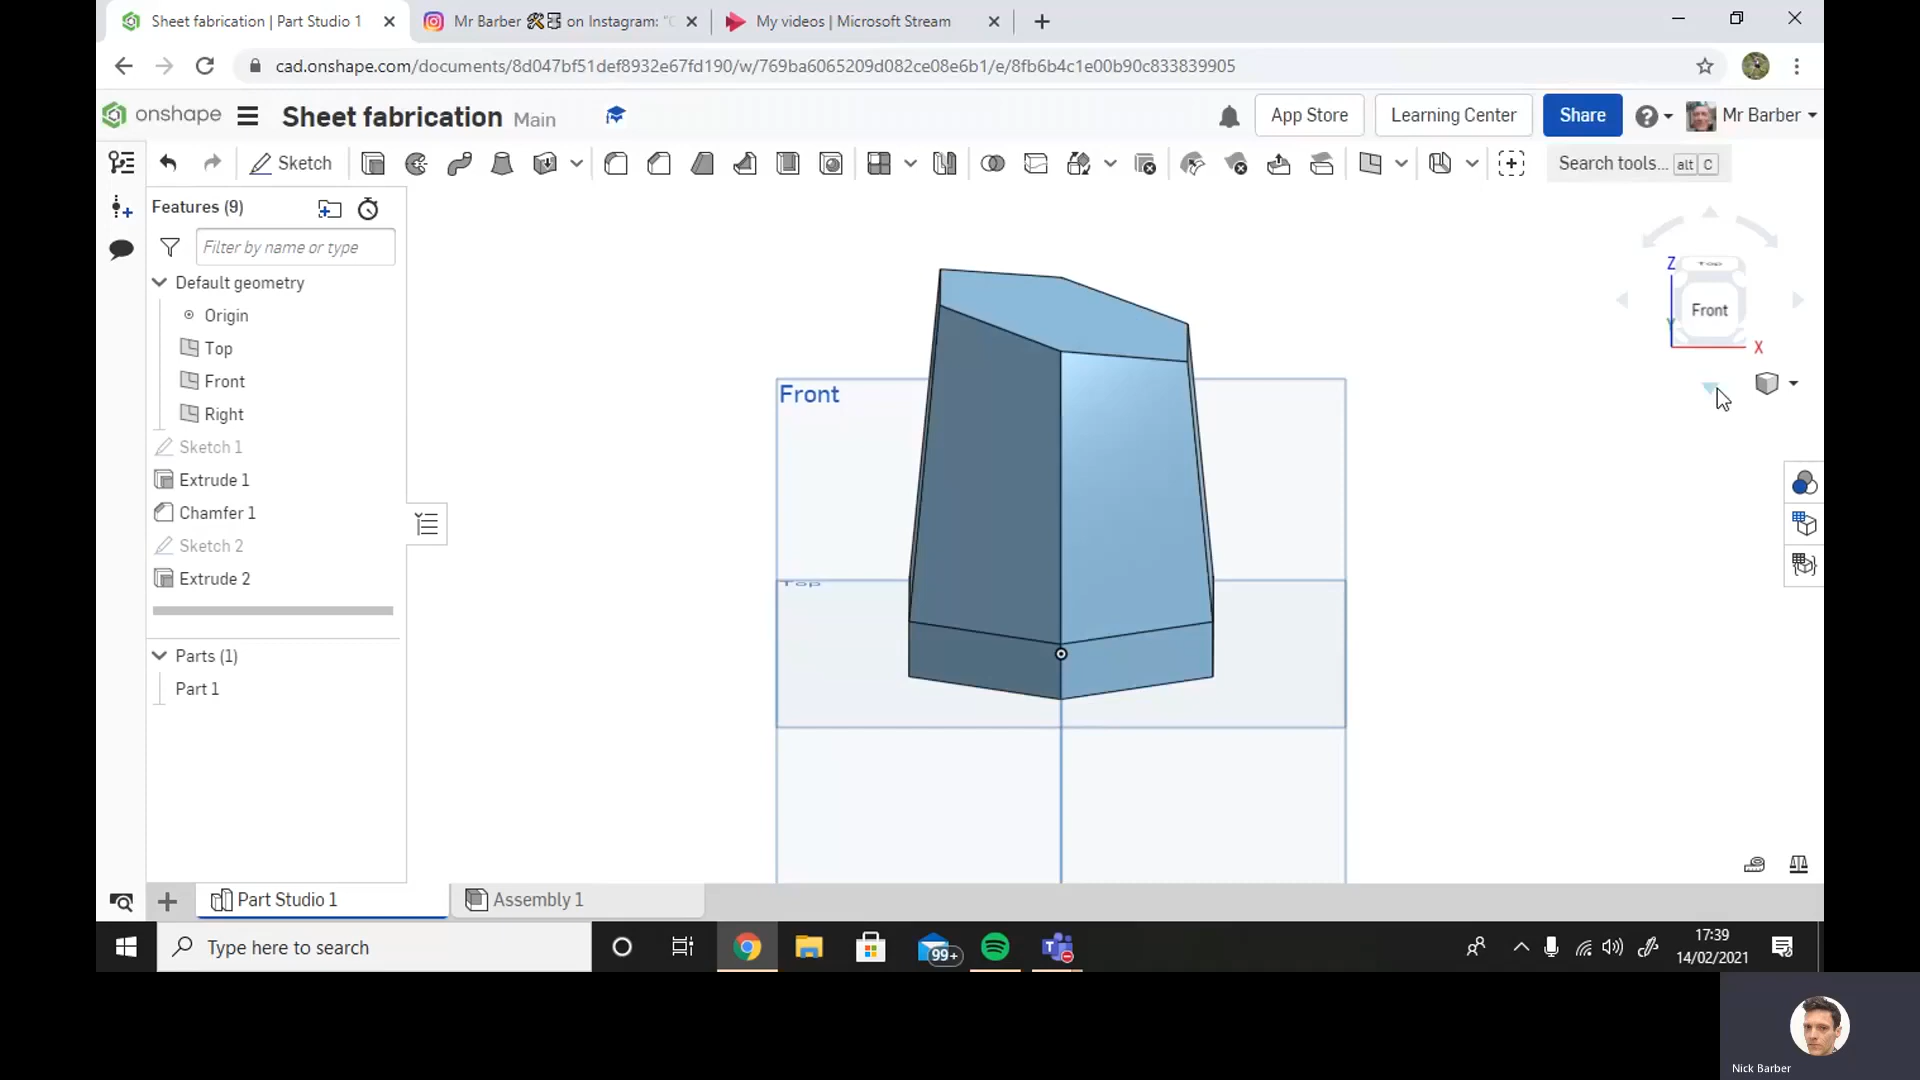 Sheet fabrication | Part Studio 1
Mr Barber on Instagram: "
My videos | Microsoft Stream
cad.onshape.com/documents/8d047bf51def8932e67fd190/w/769ba6065209d082ce08e6b1/e/8fb6b4c1e00b90c833839905
onshape
Sheet fabrication Main
App Store
Learning Center
Share
Mr Barber
Sketch
Search tools... alt C
Features (9)
Filter by name or type
Default geometry
Origin
Top
Front
Right
Sketch 1
Extrude 1
Chamfer 1
Sketch 2
Extrude 2
Parts (1)
Part 1
Front
Top
Z
Top
Front
X
Part Studio 1
Assembly 1
Type here to search
99+
17:39
14/02/2021
Nick Barber